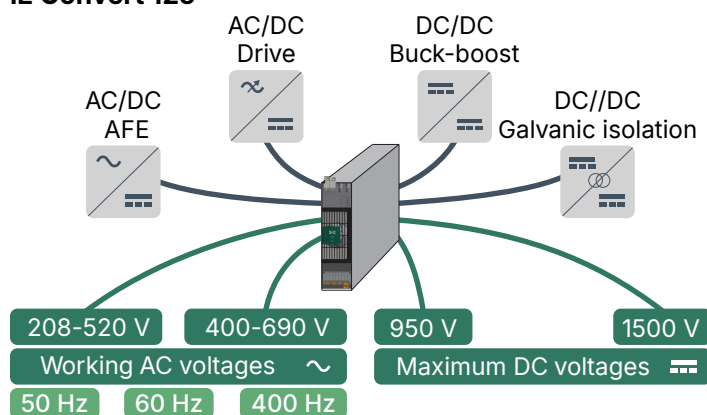 AC/DC
Drive
DC/DC
Buck-boost
AC/DC
AFE
DC//DC
Galvanic isolation
208-520 V
400-690 V
950 V
1500 V
Working AC voltages
Maximum DC voltages
50 Hz
60 Hz
400 Hz